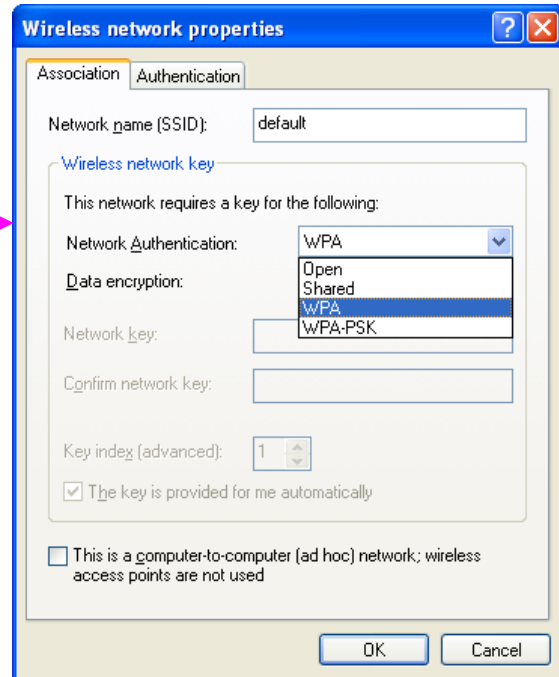 Wireless network properties
Association Authentication
Network name (SSID): default
Wireless network key
This network requires a key for the following:
Network Authentication: WPA
Open
Data encryption:
Shared
WPA
WPA-PSK
Network key:
Confirm network key:
Key index (advanced): 1
The key is provided for me automatically
This is a computer-to-computer (ad hoc) network; wireless
access points are not used
OK Cancel